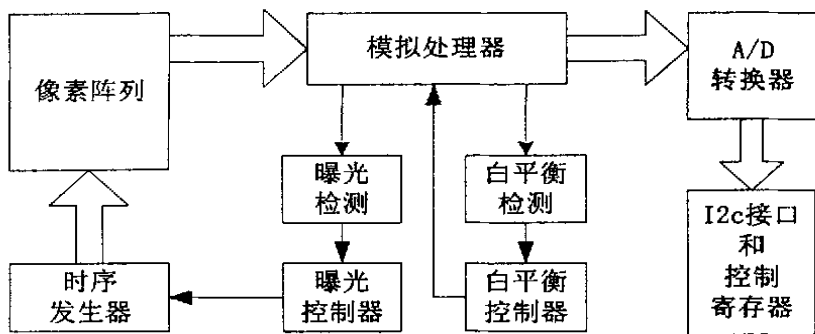 像素阵列
模拟处理器
A/D
转换器
曝光
检测
白平衡
检测
I2c接口
和
控制
寄存器
时序
发生器
曝光
控制器
白平衡
控制器